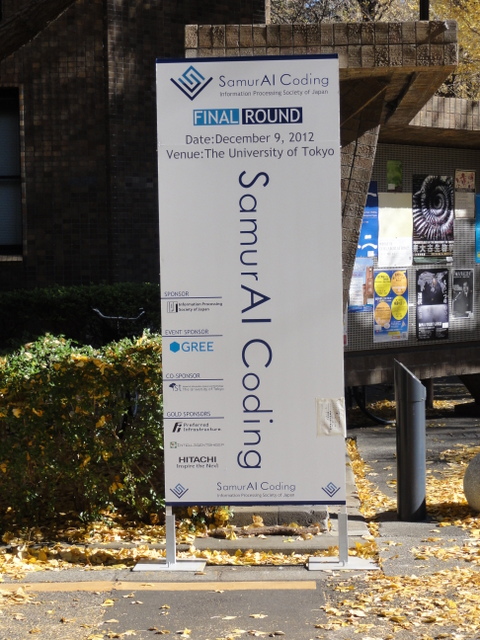 SamurAI Coding
Information Processing Society of Japan
FINAL ROUND
Date:December 9, 2012
Venue:The University of Tokyo
SamurAI Coding
SPONSOR
Information Processing
Society of Japan
EVENT SPONSOR
GREE
CO-SPONSOR
GOLD SPONSORS
Preferred
Infrastructure
HITACHI
Inspire the Next
SamurAI Coding
Information Processing Society of Japan